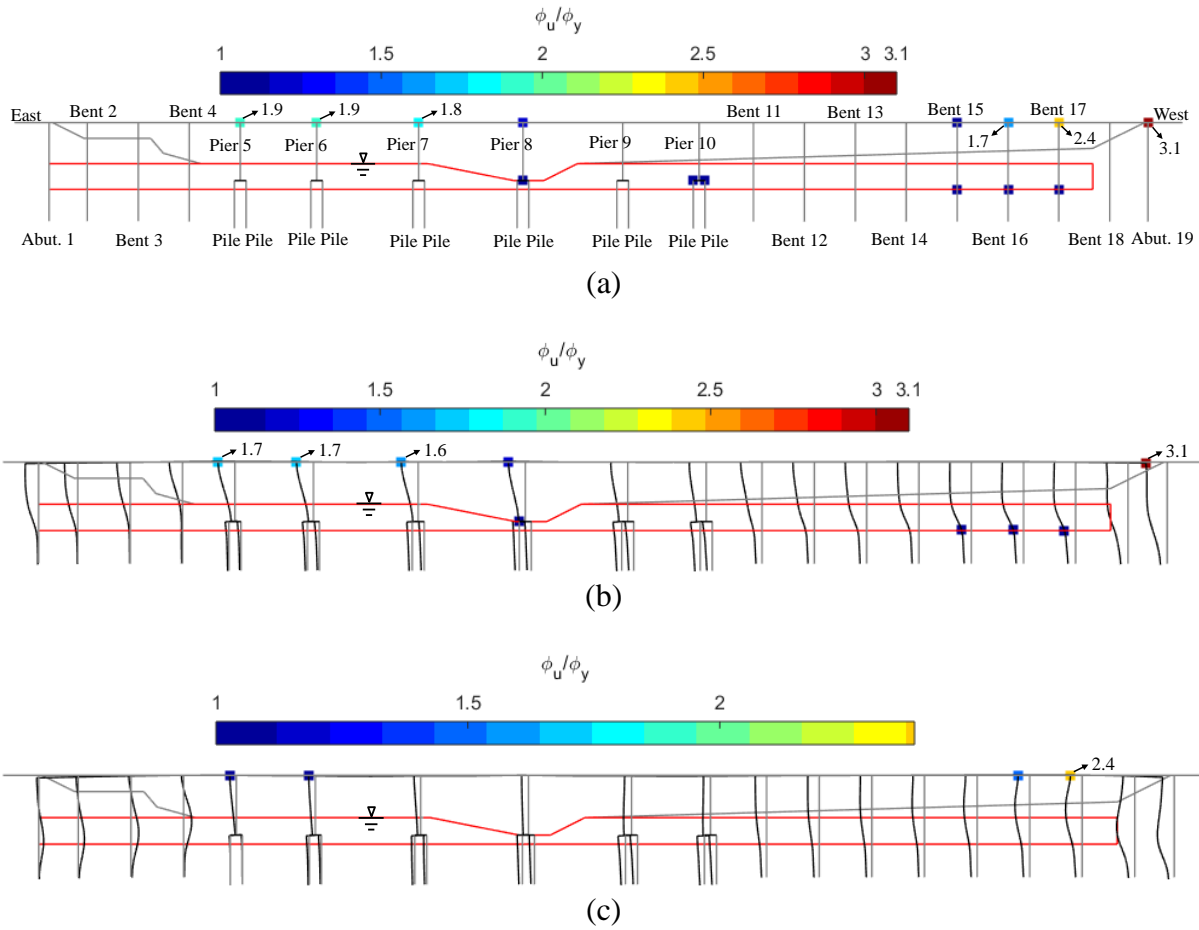 ϕu/ϕy
1 1.5 2 2.5 3 3.1
East Bent 2 Bent 4 1.9 1.9 1.8 Bent 11 Bent 13 Bent 15 Bent 17 West
Pier 5 Pier 6 Pier 7 Pier 8 Pier 9 Pier 10 1.7 2.4 3.1
Abut. 1 Bent 3 Pile Pile Pile Pile Pile Pile Pile Pile Pile Pile Pile Pile Bent 12 Bent 14 Bent 16 Bent 18 Abut. 19
(a)
ϕu/ϕy
1 1.5 2 2.5 3 3.1
1.7 1.7 1.6 3.1
(b)
ϕu/ϕy
1 1.5 2
2.4
(c)